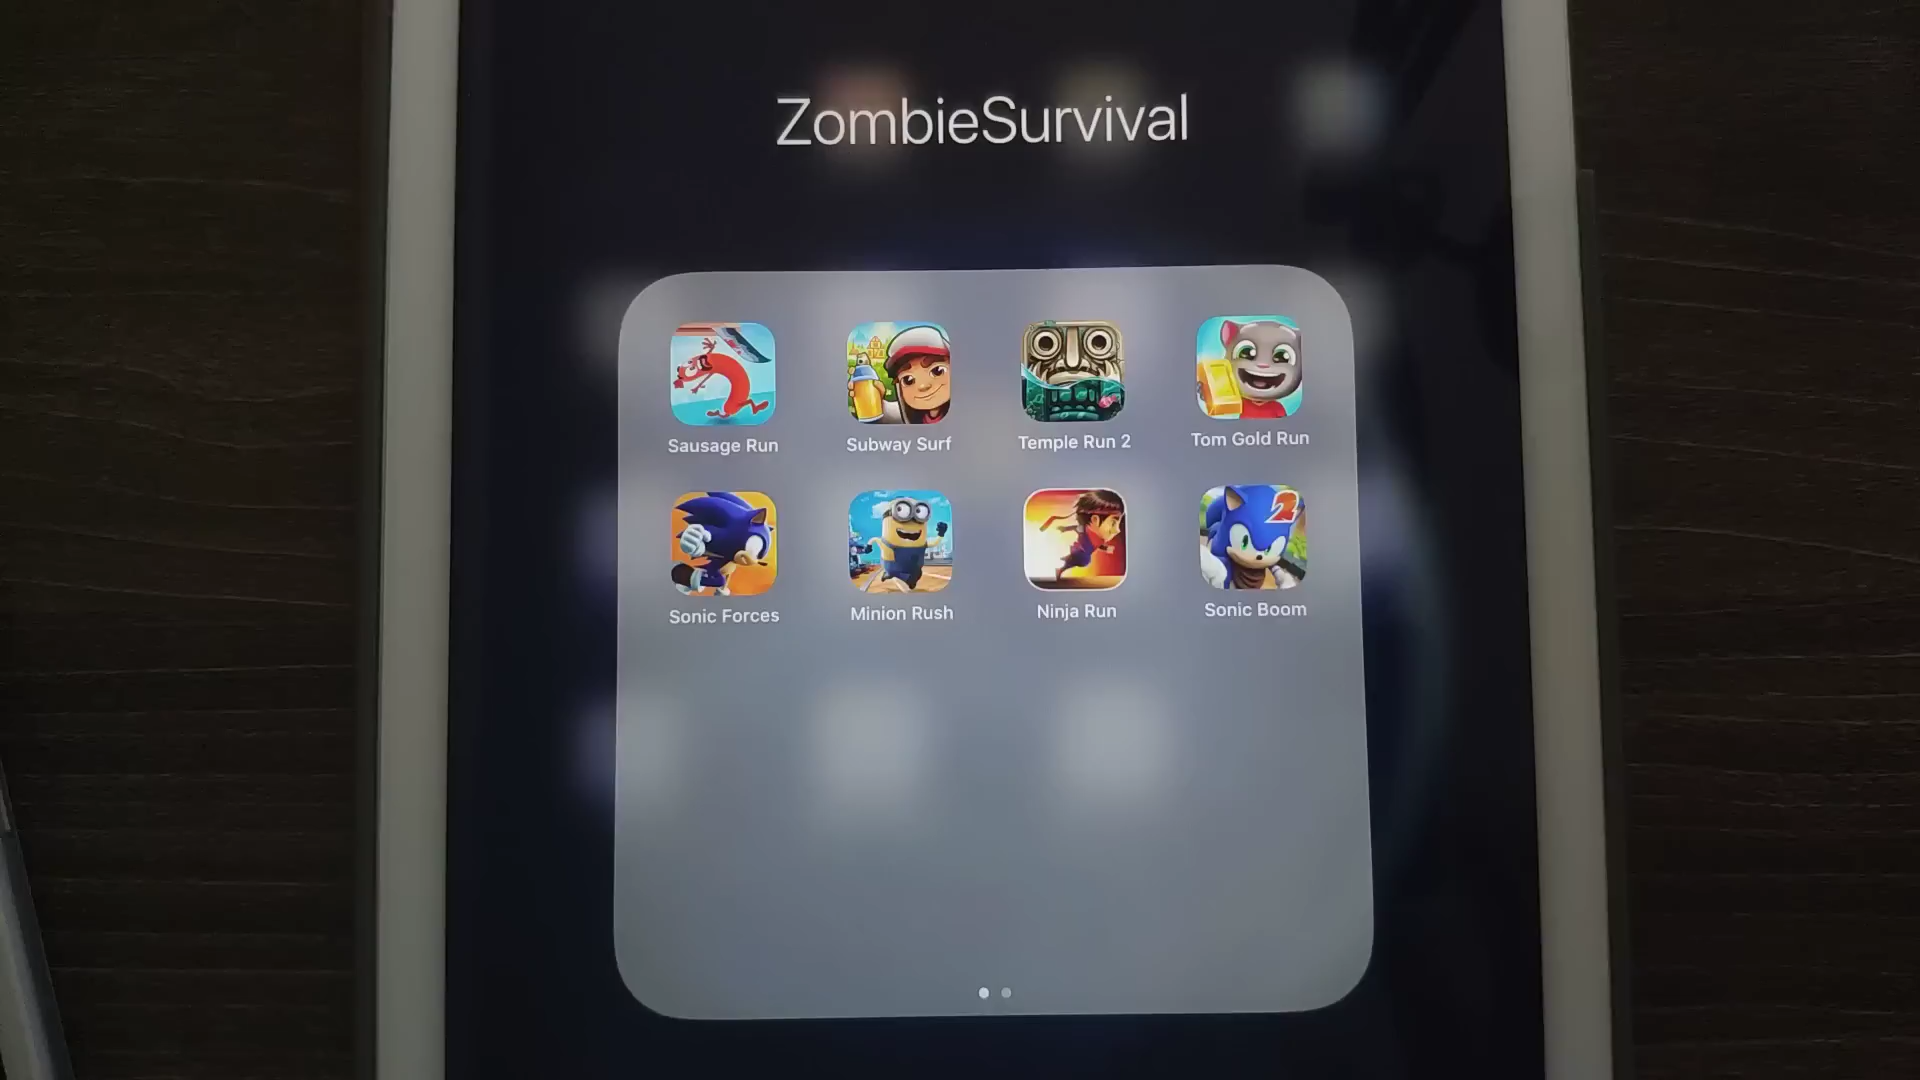 ZombieSurvival
Sausage Run
Subway Surf
Temple Run 2
Tom Gold Run
2
Sonic Forces
Minion Rush
Ninja Run
Sonic Boom